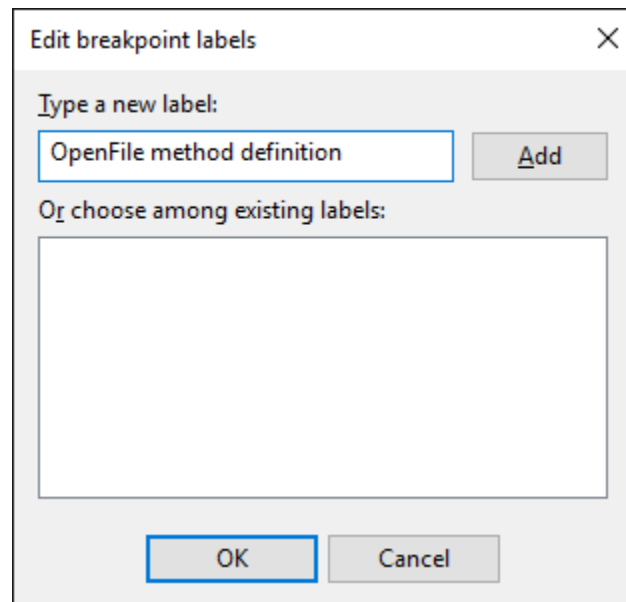 Edit breakpoint labels
Type a new label:
OpenFile method definition
Add
Or choose among existing labels:
OK
Cancel